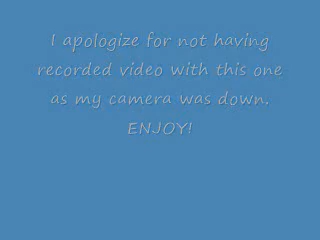 I apologize for not having
recorded video with this one
as my camera was down.
ENJOY!